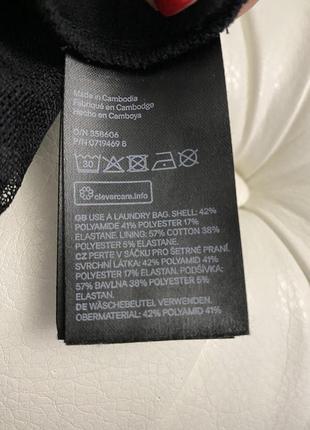 Made in Cambodia
Fabriqué en Cambodge
Hecho en Camboya
O/N 358606
P/N 0719469 8
30
clevercare.info
GB USE A LAUNDRY BAG. SHELL: 42%
POLYAMIDE 41% POLYESTER 17%
ELASTANE. LINING: 57% COTTON 38%
POLYESTER 5% ELASTANE.
CZ PERTE V SÁČKU PRO ŠETRNÉ PRANÍ.
SVRCHNÍ LÁTKA: 42% POLYAMID 41%
POLYESTER 17% ELASTAN. PODŠÍVKA:
57% BAVLNA 38% POLYESTER 5%
ELASTAN.
DE WÄSCHEBEUTEL VERWENDEN.
OBERMATERIAL: 42% POLYAMID 41%